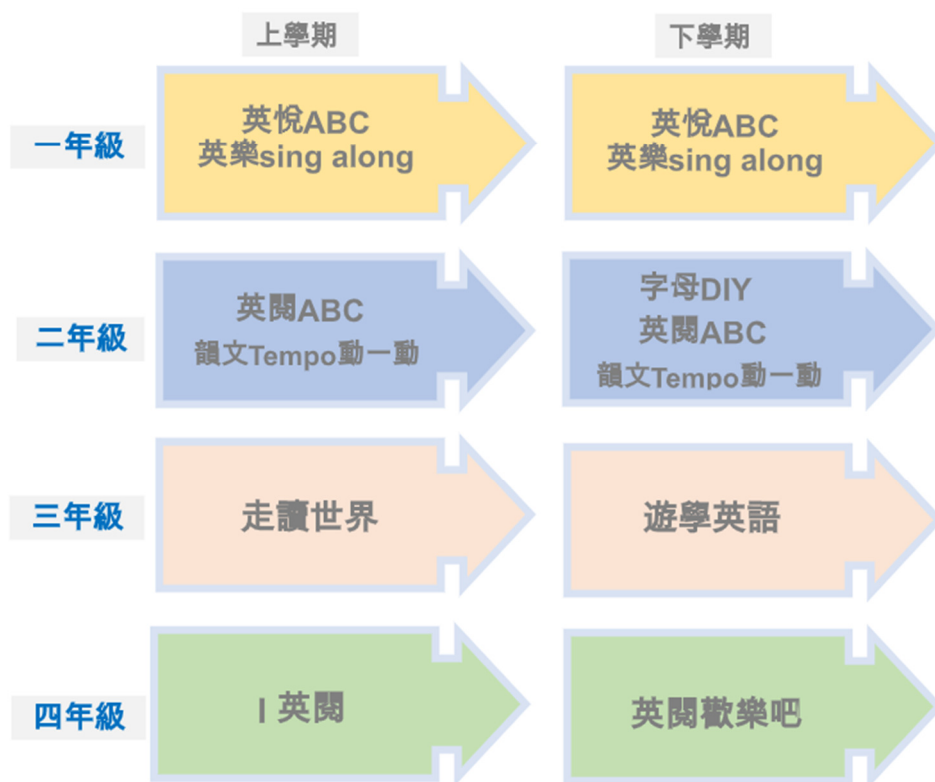 上學期
下學期
一年級
英悅ABC
英樂sing along
英悅ABC
英樂sing along
二年級
英閱ABC
韻文Tempo動一動
字母DIY
英閱ABC
韻文Tempo動一動
三年級
走讀世界
遊學英語
四年級
I 英閱
英閱歡樂吧